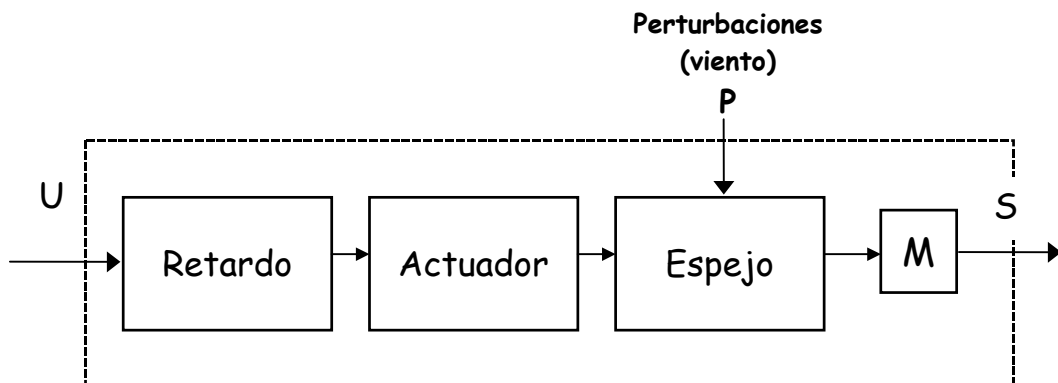 Perturbaciones
(viento)
P
U
S
Retardo
Actuador
Espejo
M